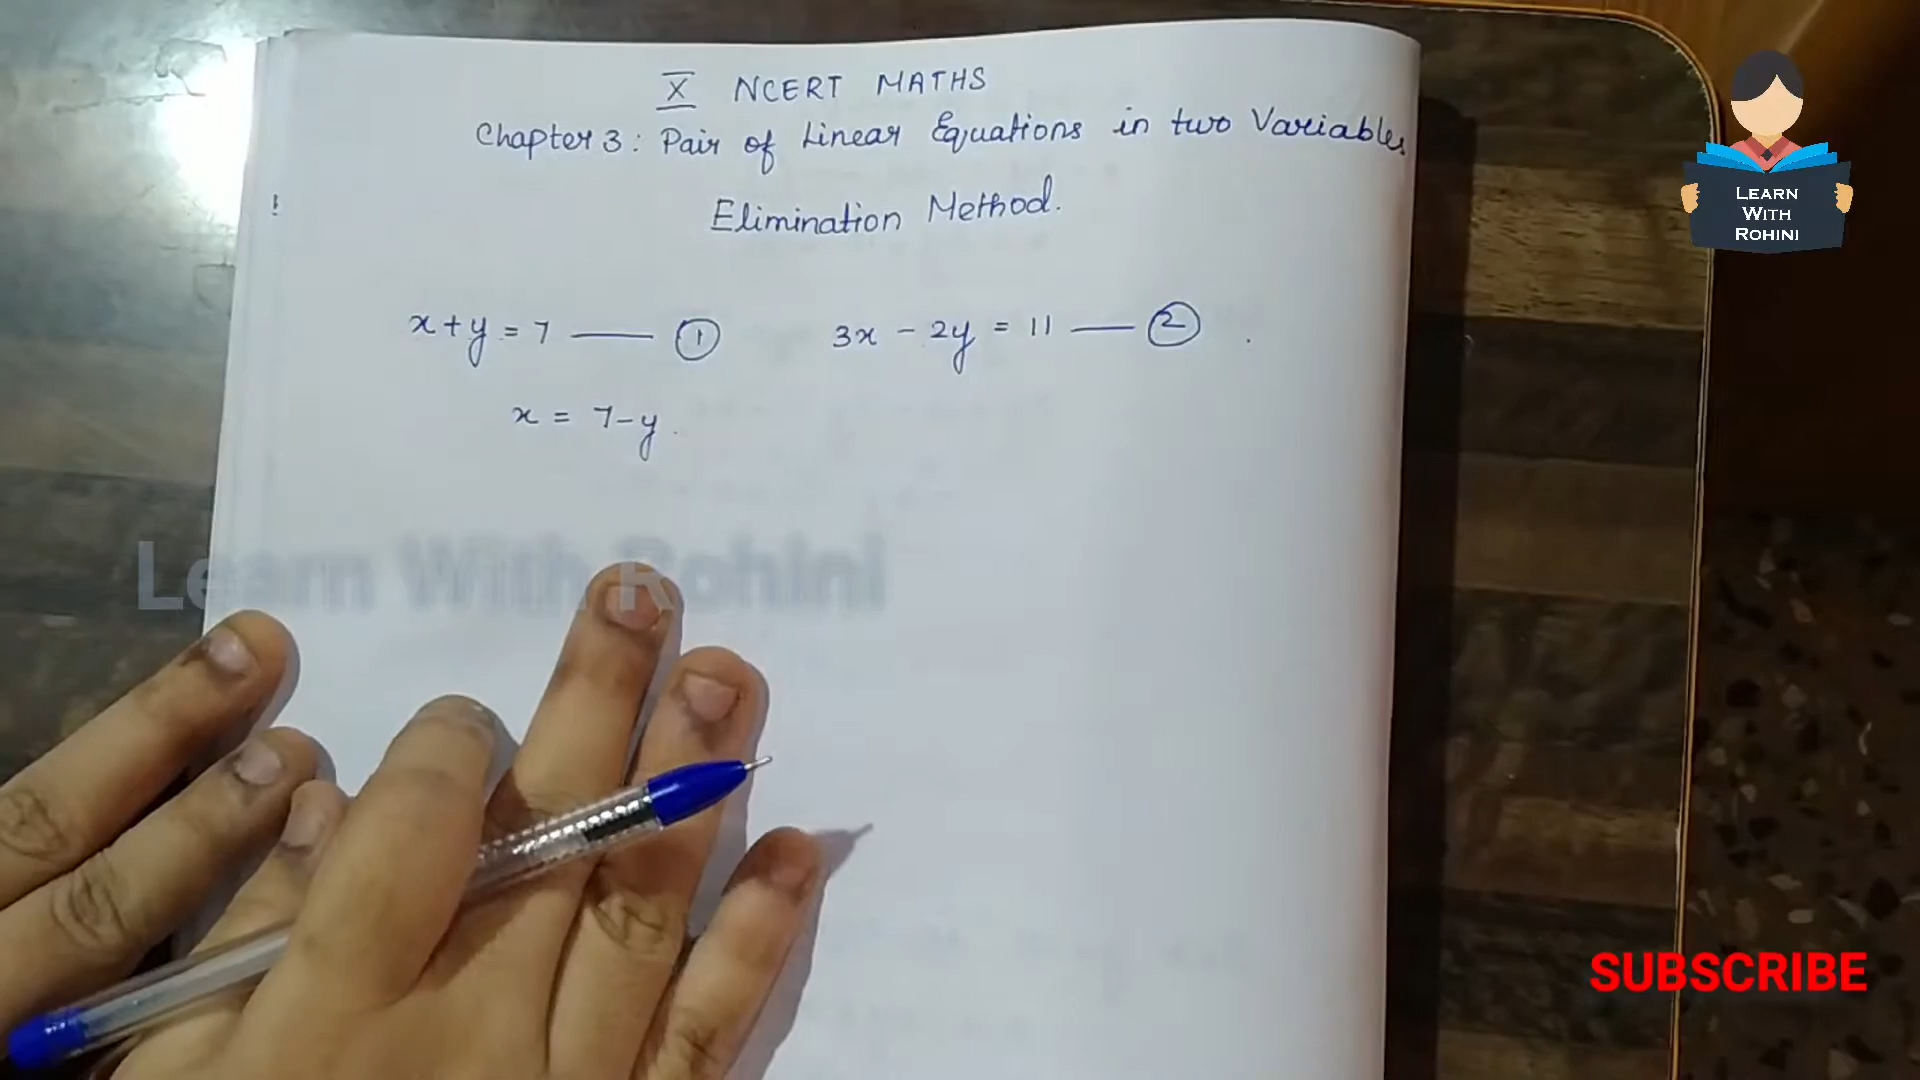 X NCERT MATHS
Chapter 3: Pair of Linear Equations in two Variables
Elimination Method.
x + y = 7 —— ① 3x - 2y = 11 —— ②
x = 7 - y
Learn With Rohini
LEARN
WITH
ROHINI
SUBSCRIBE